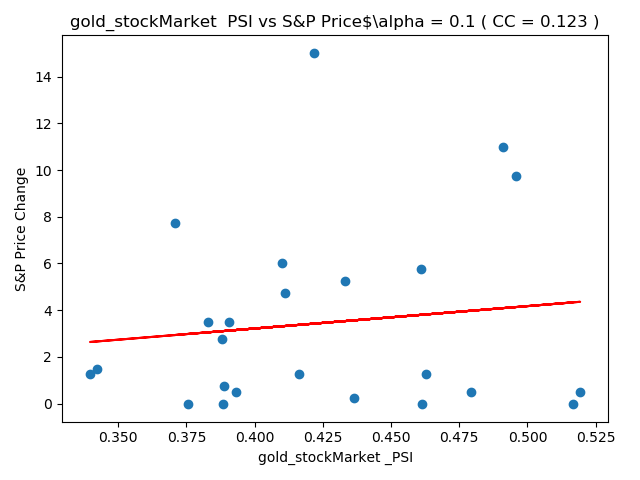 gold_stockMarket  PSI vs S&P Price$\alpha = 0.1 ( CC = 0.123 )
14
12
10
8
6
4
2
0
S&P Price Change
0.350 0.375 0.400 0.425 0.450 0.475 0.500 0.525
gold_stockMarket _PSI